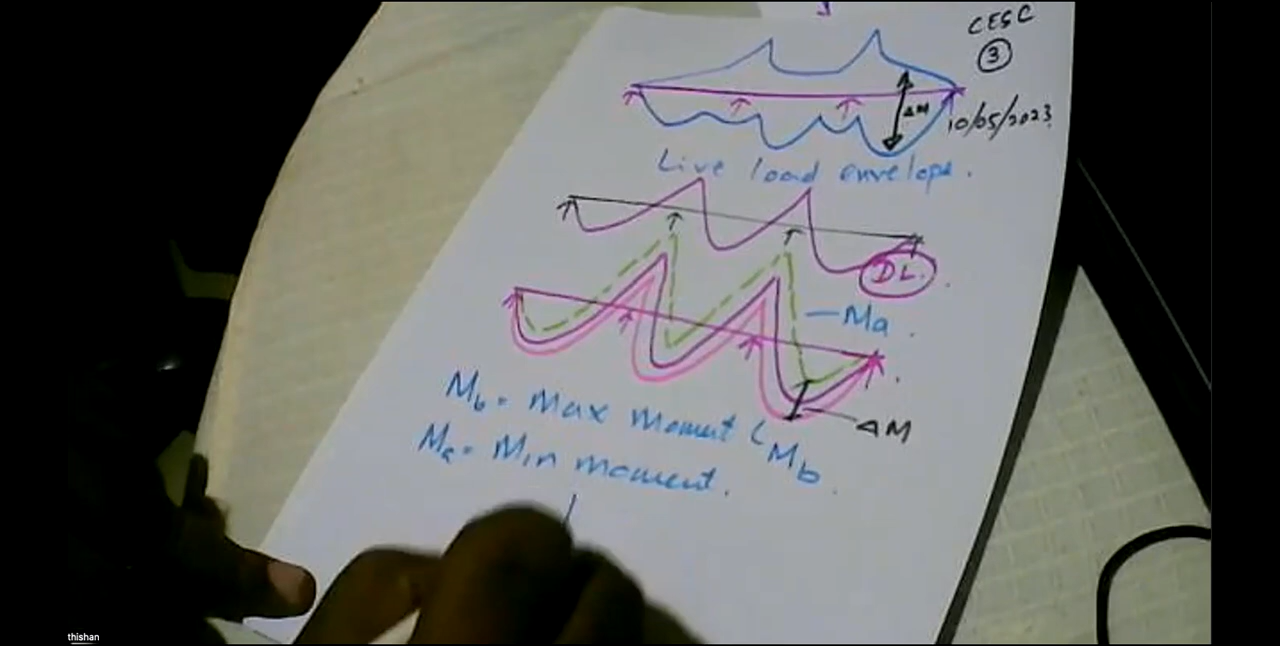 CESC
3
ΔM
10/05/2023
Live load envelope.
DL.
Ma.
ΔM
Mb = Max Moment
Mb.
Ma = Min moment.
thishan